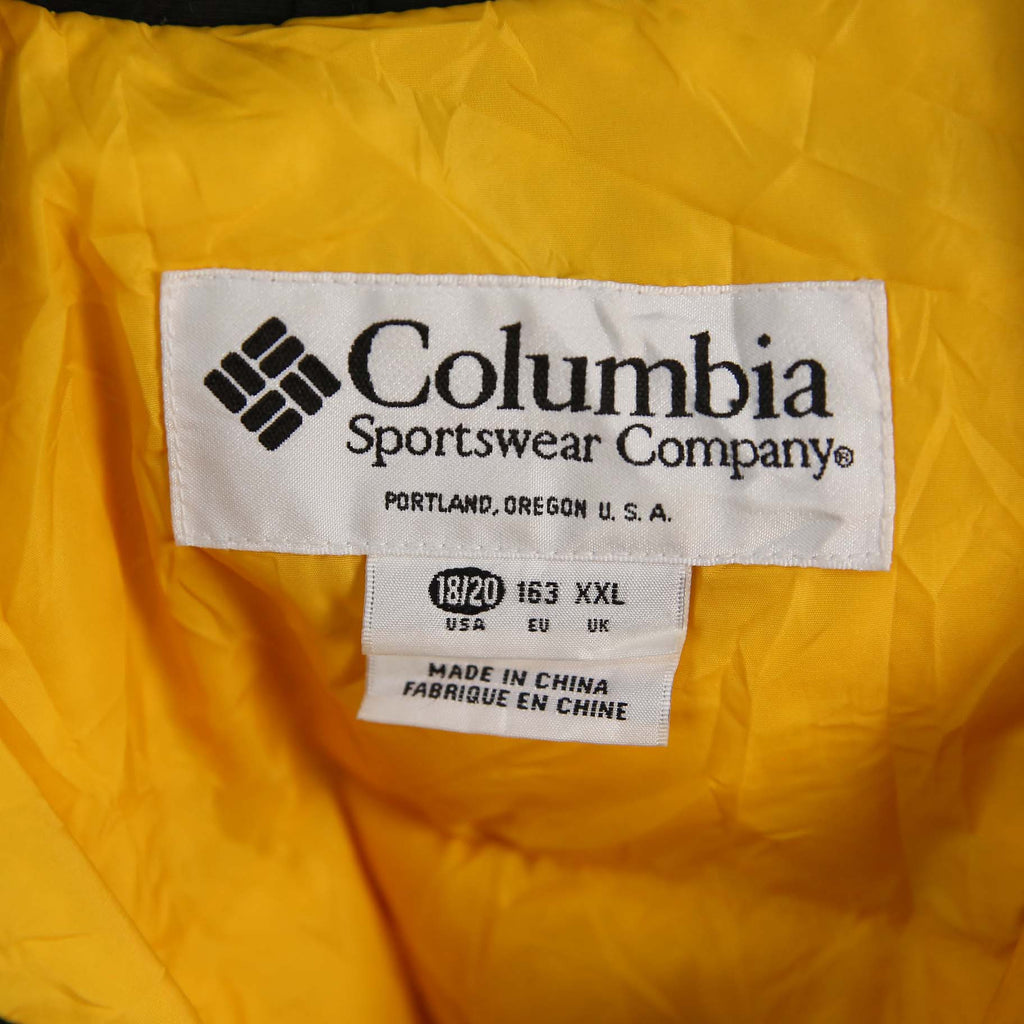 Columbia
Sportswear Company®
PORTLAND, OREGON U. S. A.
18/20 163 XXL
USA EU UK
MADE IN CHINA
FABRIQUE EN CHINE